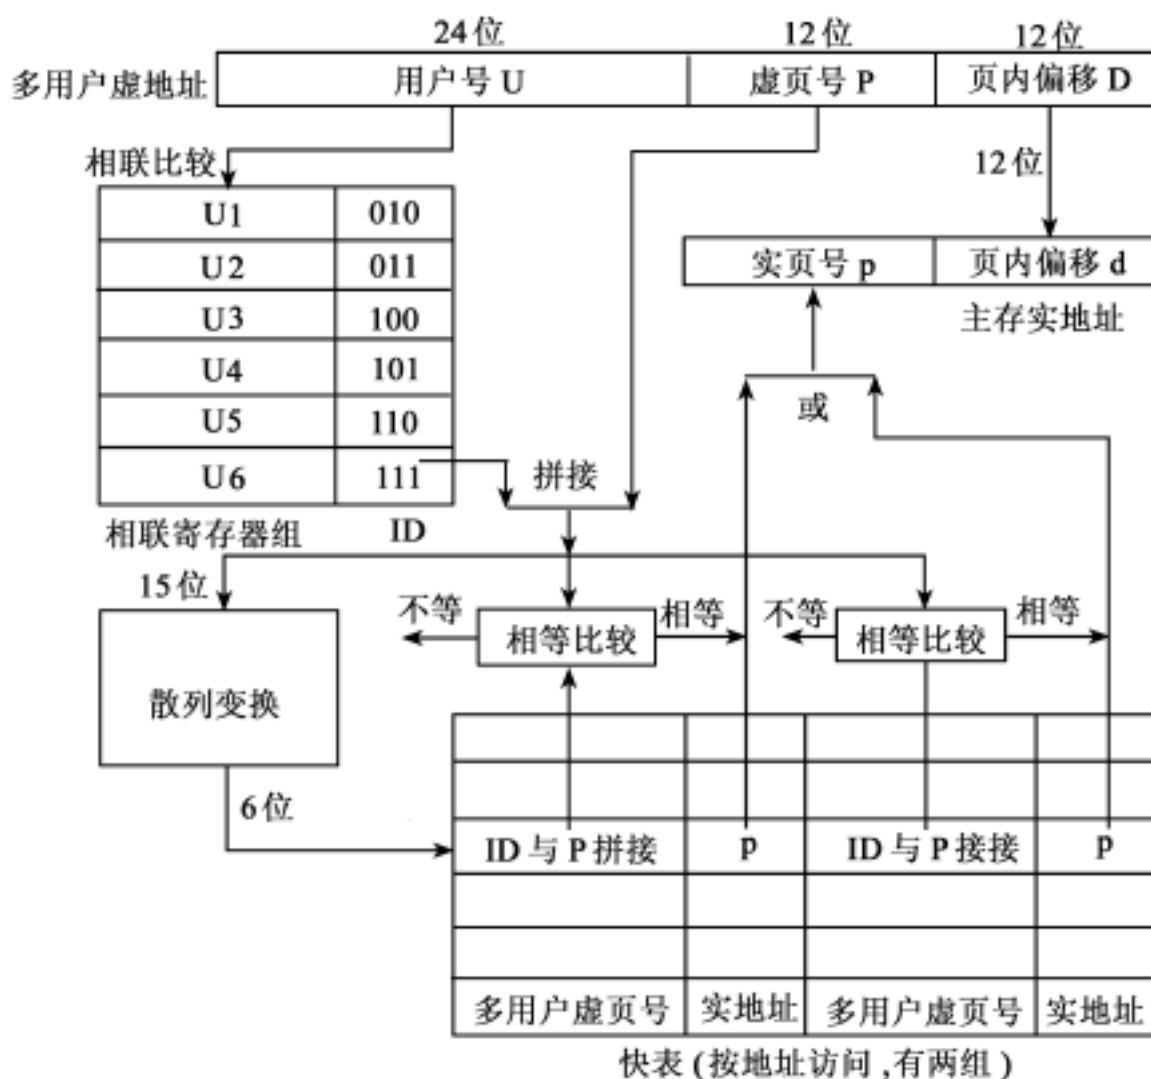 24位 12位 12位
多用户虚地址 用户号 U 虚页号 P 页内偏移 D
相联比较 12位
U1 010
U2 011
实页号 p 页内偏移 d
U3 100
主存实地址
U4 101
U5 110
或
U6 111
拼接
相联寄存器组 ID
15位
不等 相等比较 相等
不等 相等比较 相等
散列变换
6位
ID 与 P 拼接 p ID 与 P 接接 p
多用户虚页号 实地址 多用户虚页号 实地址
快表 (按地址访问 ,有两组 )